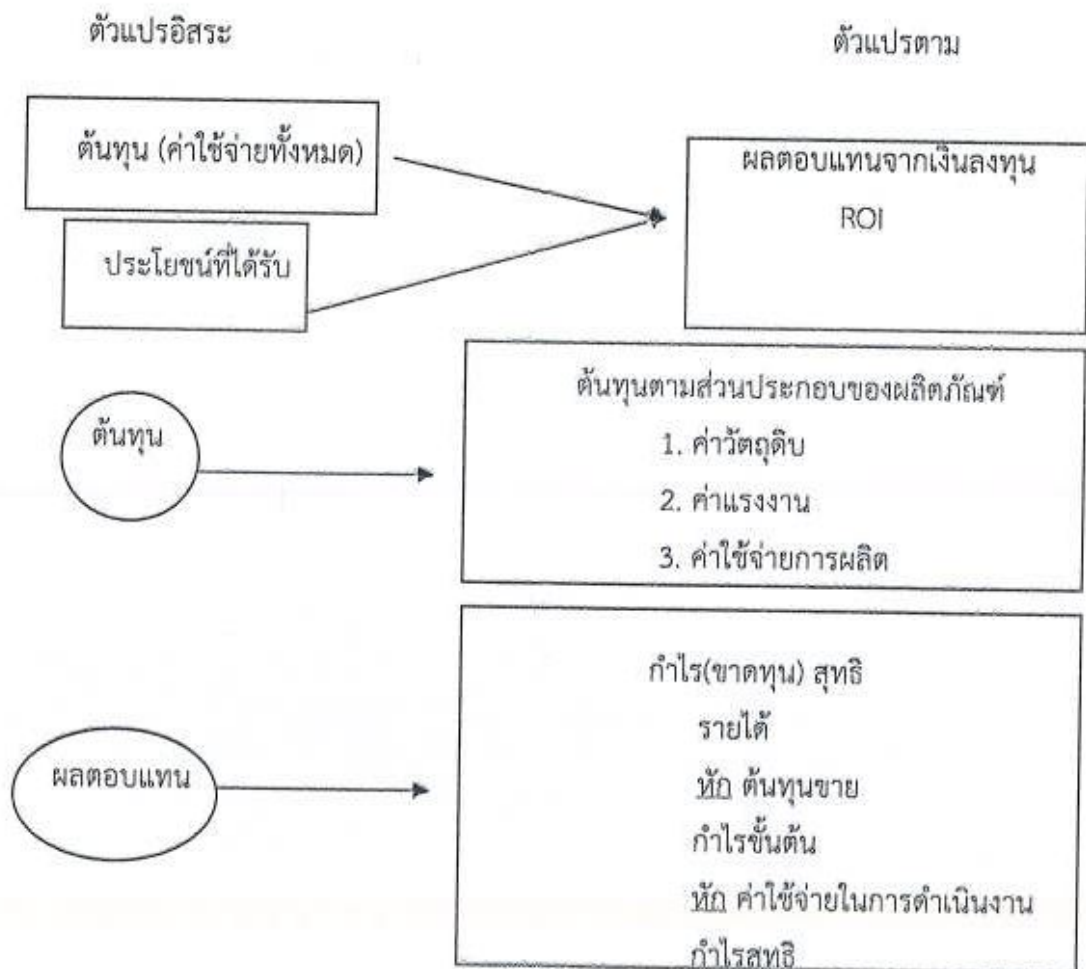 ตัวแปรอิสระ
ตัวแปรตาม
ต้นทุน (ค่าใช้จ่ายทั้งหมด)
ประโยชน์ที่ได้รับ
ผลตอบแทนจากเงินลงทุน
ROI
ต้นทุน
ต้นทุนตามส่วนประกอบของผลิตภัณฑ์
1. ค่าวัตถุดิบ
2. ค่าแรงงาน
3. ค่าใช้จ่ายการผลิต
ผลตอบแทน
กำไร(ขาดทุน) สุทธิ
รายได้
หัก ต้นทุนขาย
กำไรขั้นต้น
หัก ค่าใช้จ่ายในการดำเนินงาน
กำไรสุทธิ